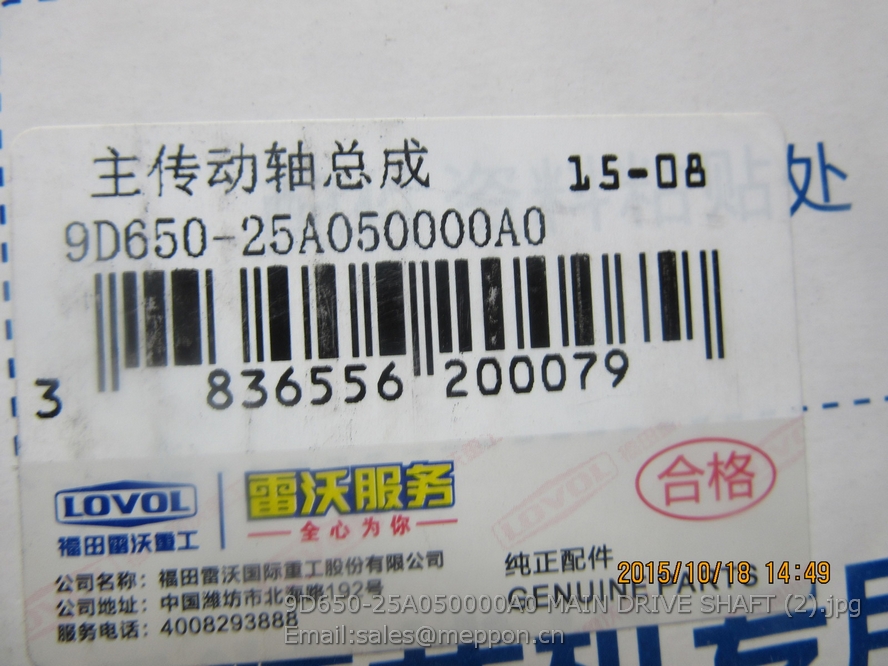 主传动轴总成 15-08
处
9D650-25A050000A0
3 836556 200079
LOVOL
福田雷沃重工
雷沃服务
全心为你
合格
LOVOL
公司名称：福田雷沃国际重工股份有限公司
公司地址：中国潍坊市北海路192号
服务电话：4008293888
纯正配件
GENUINE PARTS
2015/10/18 14:49
9D650-25A050000A0 MAIN DRIVE SHAFT (2).jpg
Email:sales@meppon.cn